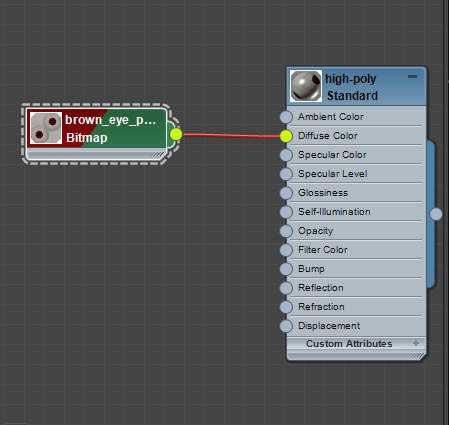 brown_eye_p...
Bitmap
high-poly
Standard
Ambient Color
Diffuse Color
Specular Color
Specular Level
Glossiness
Self-Illumination
Opacity
Filter Color
Bump
Reflection
Refraction
Displacement
Custom Attributes +